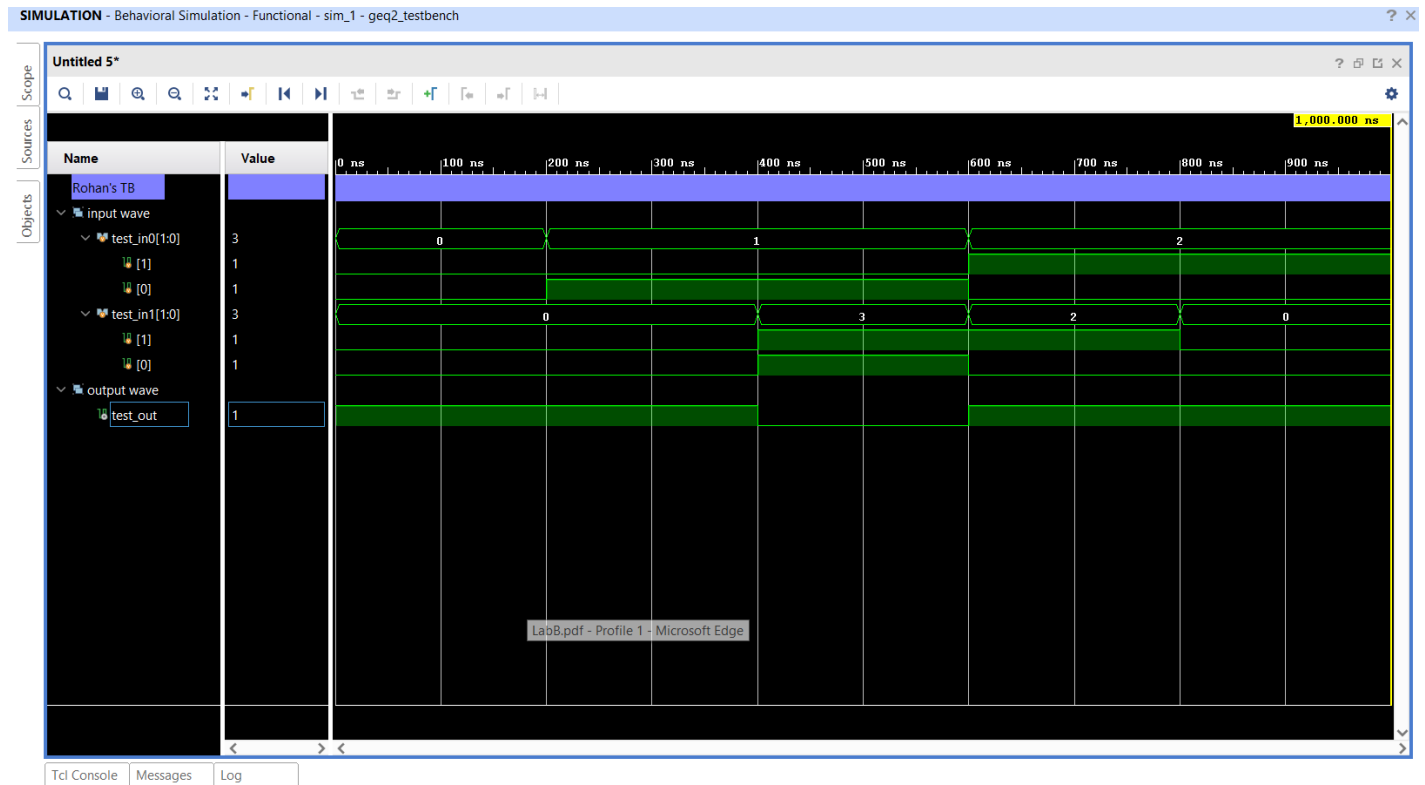 SIMULATION - Behavioral Simulation - Functional - sim_1 - geq2_testbench
Scope
Sources
Objects
Untitled 5*
1,000.000 ns
Name Value
0 ns 100 ns 200 ns 300 ns 400 ns 500 ns 600 ns 700 ns 800 ns 900 ns
Rohan's TB
input wave
test_in0[1:0] 3 0 1 2
[1] 1
[0] 1
test_in1[1:0] 3 0 3 2 0
[1] 1
[0] 1
output wave
test_out 1
LabB.pdf - Profile 1 - Microsoft Edge
Tcl Console Messages Log